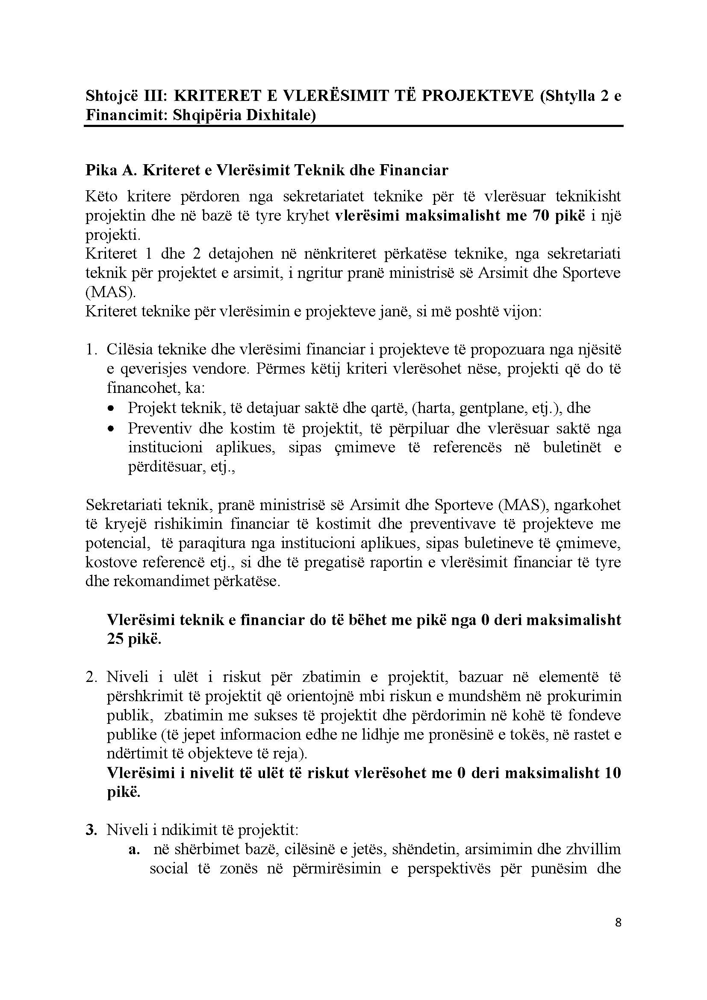 Shtojcë III: KRITERET E VLERËSIMIT TË PROJEKTEVE (Shtylla 2 e
Financimit: Shqipëria Dixhitale)
Pika A. Kriteret e Vlerësimit Teknik dhe Financiar
Këto kritere përdoren nga sekretariatet teknike për të vlerësuar teknikisht
projektin dhe në bazë të tyre kryhet vlerësimi maksimalisht me 70 pikë i një
projekti.
Kriteret 1 dhe 2 detajohen në nënkriteret përkatëse teknike, nga sekretariati
teknik për projektet e arsimit, i ngritur pranë ministrisë së Arsimit dhe Sporteve
(MAS).
Kriteret teknike për vlerësimin e projekteve janë, si më poshtë vijon:
1. Cilësia teknike dhe vlerësimi financiar i projekteve të propozuara nga njësitë
e qeverisjes vendore. Përmes këtij kriteri vlerësohet nëse, projekti që do të
financohet, ka:
• Projekt teknik, të detajuar saktë dhe qartë, (harta, gentplane, etj.), dhe
• Preventiv dhe kostim të projektit, të përpiluar dhe vlerësuar saktë nga
institucioni aplikues, sipas çmimeve të referencës në buletinët e
përditësuar, etj.,
Sekretariati teknik, pranë ministrisë së Arsimit dhe Sporteve (MAS), ngarkohet
të kryejë rishikimin financiar të kostimit dhe preventivave të projekteve me
potencial, të paraqitura nga institucioni aplikues, sipas buletineve të çmimeve,
kostove referencë etj., si dhe të pregatisë raportin e vlerësimit financiar të tyre
dhe rekomandimet përkatëse.
Vlerësimi teknik e financiar do të bëhet me pikë nga 0 deri maksimalisht
25 pikë.
2. Niveli i ulët i riskut për zbatimin e projektit, bazuar në elementë të
përshkrimit të projektit që orientojnë mbi riskun e mundshëm në prokurimin
publik, zbatimin me sukses të projektit dhe përdorimin në kohë të fondeve
publike (të jepet informacion edhe ne lidhje me pronësinë e tokës, në rastet e
ndërtimit të objekteve të reja).
Vlerësimi i nivelit të ulët të riskut vlerësohet me 0 deri maksimalisht 10
pikë.
3. Niveli i ndikimit të projektit:
a. në shërbimet bazë, cilësinë e jetës, shëndetin, arsimimin dhe zhvillim
social të zonës në përmirësimin e perspektivës për punësim dhe
8